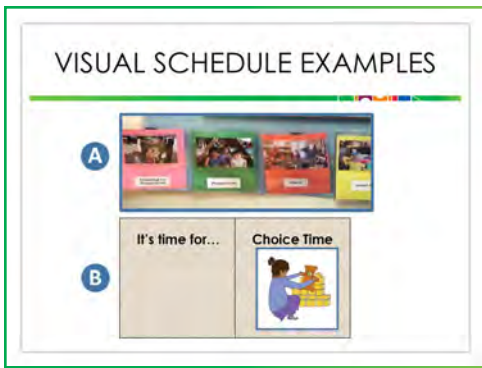 VISUAL SCHEDULE EXAMPLES
A
It's time for...
Choice Time
B